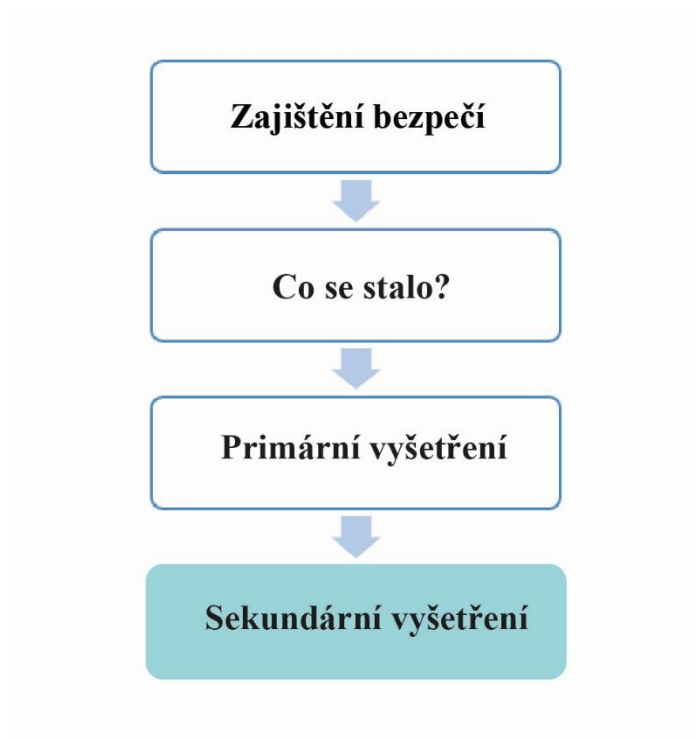 Zajištění bezpečí
Co se stalo?
Primární vyšetření
Sekundární vyšetření